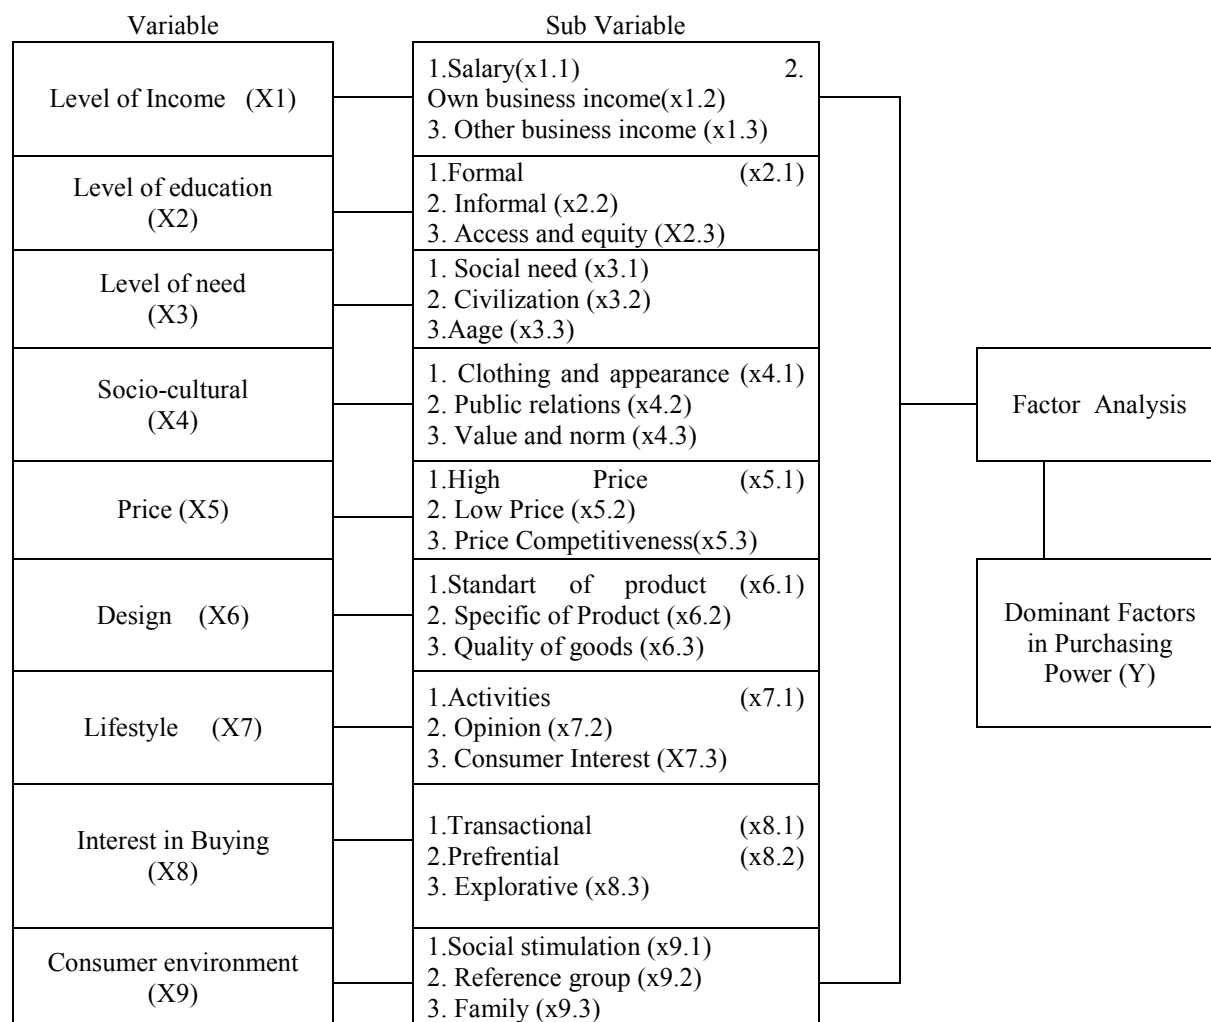 Variable
Sub Variable
Level of Income (X1)
1.Salary(x1.1) 2.
Own business income(x1.2)
3. Other business income (x1.3)
Level of education
(X2)
1.Formal (x2.1)
2. Informal (x2.2)
3. Access and equity (X2.3)
Level of need
(X3)
1. Social need (x3.1)
2. Civilization (x3.2)
3.Aage (x3.3)
Socio-cultural
(X4)
1. Clothing and appearance (x4.1)
2. Public relations (x4.2)
3. Value and norm (x4.3)
Price (X5)
1.High Price (x5.1)
2. Low Price (x5.2)
3. Price Competitiveness(x5.3)
Design (X6)
1.Standart of product (x6.1)
2. Specific of Product (x6.2)
3. Quality of goods (x6.3)
Lifestyle (X7)
1.Activities (x7.1)
2. Opinion (x7.2)
3. Consumer Interest (X7.3)
Interest in Buying
(X8)
1.Transactional (x8.1)
2.Prefrential (x8.2)
3. Explorative (x8.3)
Consumer environment
(X9)
1.Social stimulation (x9.1)
2. Reference group (x9.2)
3. Family (x9.3)
Factor Analysis
Dominant Factors
in Purchasing
Power (Y)